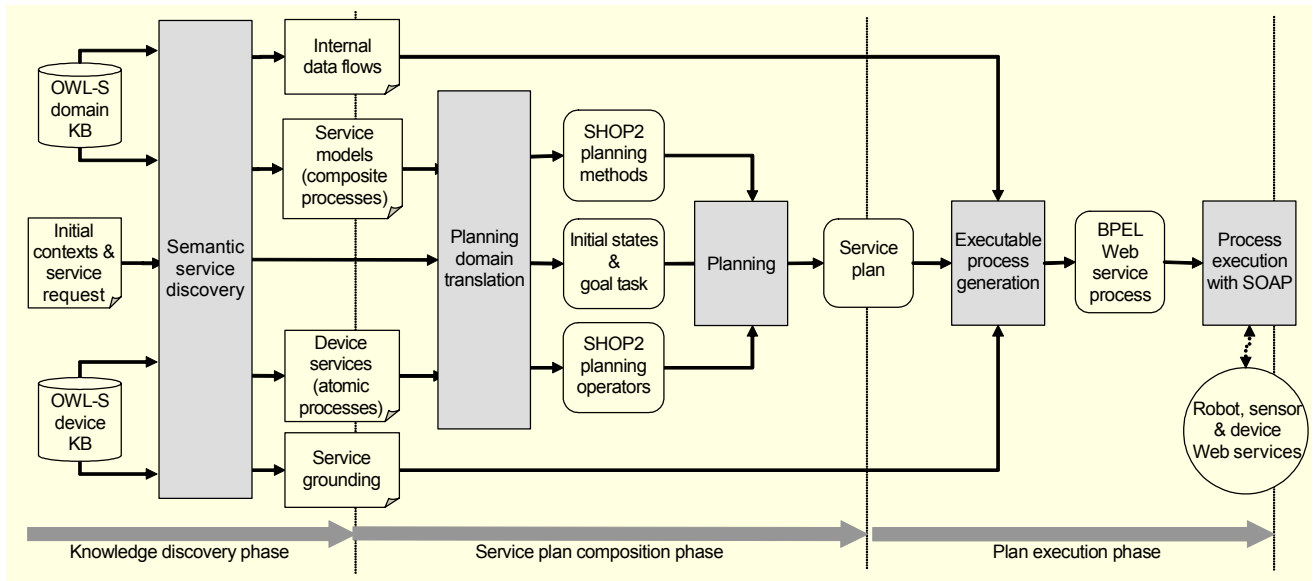 OWL-S
domain
KB
Initial
contexts &
service
request
OWL-S
device
KB
Semantic
service
discovery
Internal
data flows
Service
models
(composite
processes)
Device
services
(atomic
processes)
Service
grounding
Planning
domain
translation
SHOP2
planning
methods
Initial states
&
goal task
SHOP2
planning
operators
Planning
Service
plan
Executable
process
generation
BPEL
Web
service
process
Process
execution
with SOAP
Robot, sensor
& device
Web services
Knowledge discovery phase
Service plan composition phase
Plan execution phase